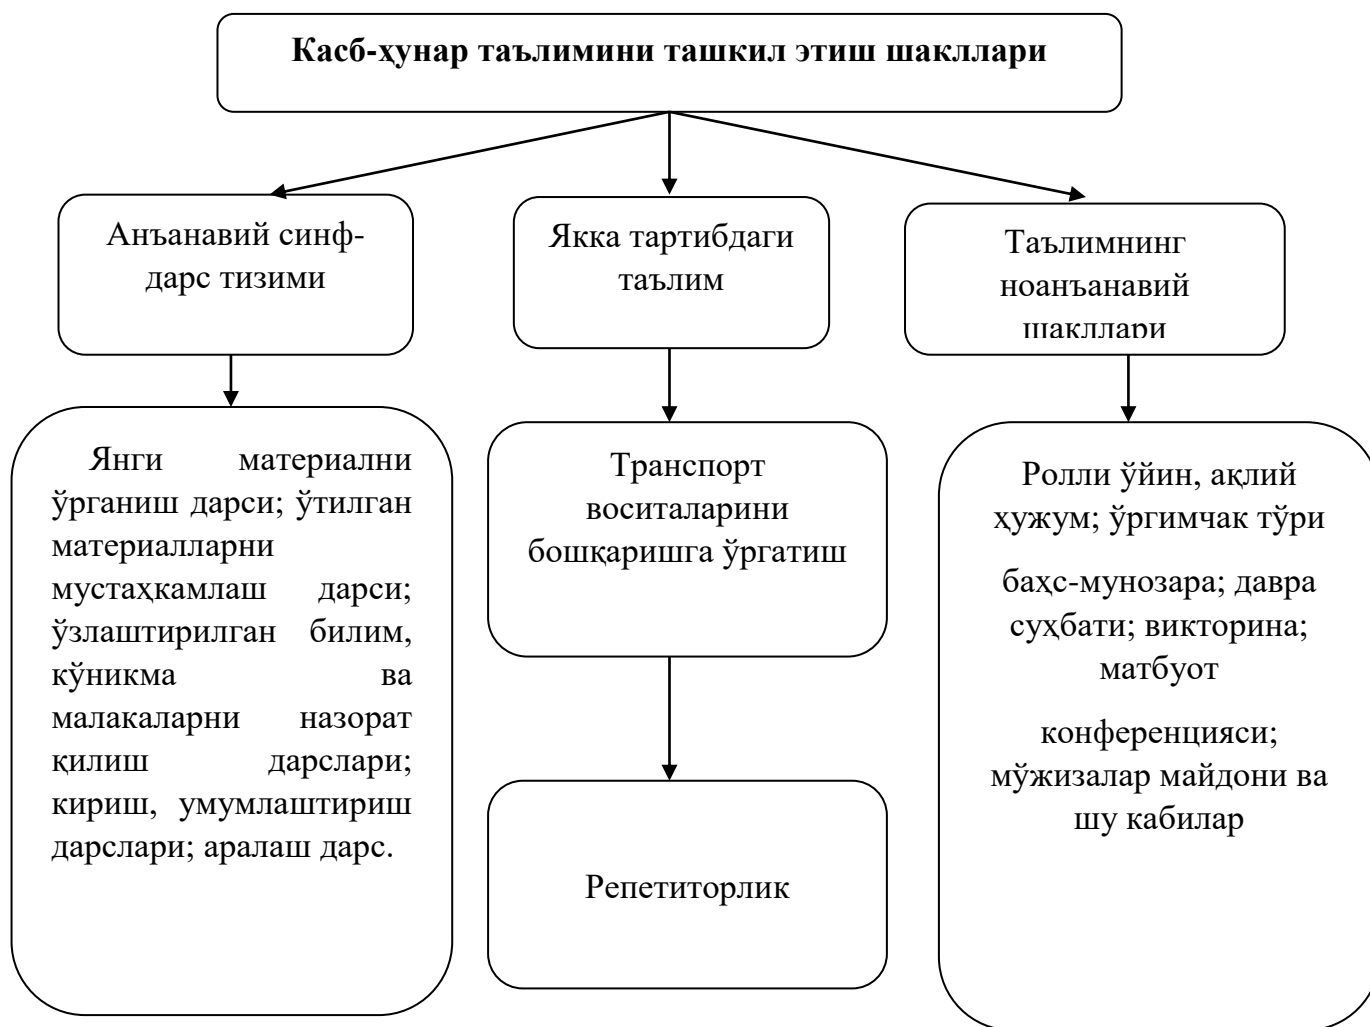 Касб-ҳунар таълимини ташкил этиш шакллари
Анъанавий синф-
дарс тизими
Якка тартибдаги
таълим
Таълимнинг
ноанъанавий
шакллари
Янги материални
ўрганиш дарси; ўтилган
материалларни
мустаҳкамлаш дарси;
ўзлаштирилган билим,
кўникма ва
малакаларни назорат
қилиш дарслари;
кириш, умумлаштириш
дарслари; аралаш дарс.
Транспорт
воситаларини
бошқаришга ўргатиш
Репетиторлик
Ролли ўйин, ақлий
ҳужум; ўргимчак тўри
баҳс-мунозара; давра
суҳбати; викторина;
матбуот
конференцияси;
мўжизалар майдони ва
шу кабилар